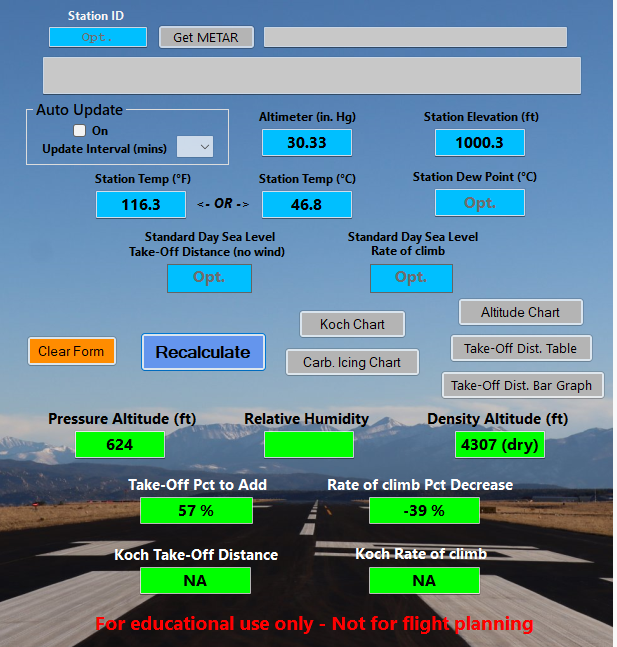 Station ID
Opt.
Get METAR
Auto Update
On
Update Interval (mins)
Altimeter (in. Hg)
30.33
Station Elevation (ft)
1000.3
Station Temp (°F)
116.3
<- OR ->
Station Temp (°C)
46.8
Station Dew Point (°C)
Opt.
Standard Day Sea Level
Take-Off Distance (no wind)
Opt.
Standard Day Sea Level
Rate of climb
Opt.
Clear Form
Recalculate
Koch Chart
Carb. Icing Chart
Altitude Chart
Take-Off Dist. Table
Take-Off Dist. Bar Graph
Pressure Altitude (ft)
624
Relative Humidity
Density Altitude (ft)
4307 (dry)
Take-Off Pct to Add
57 %
Rate of climb Pct Decrease
-39 %
Koch Take-Off Distance
NA
Koch Rate of climb
NA
For educational use only - Not for flight planning